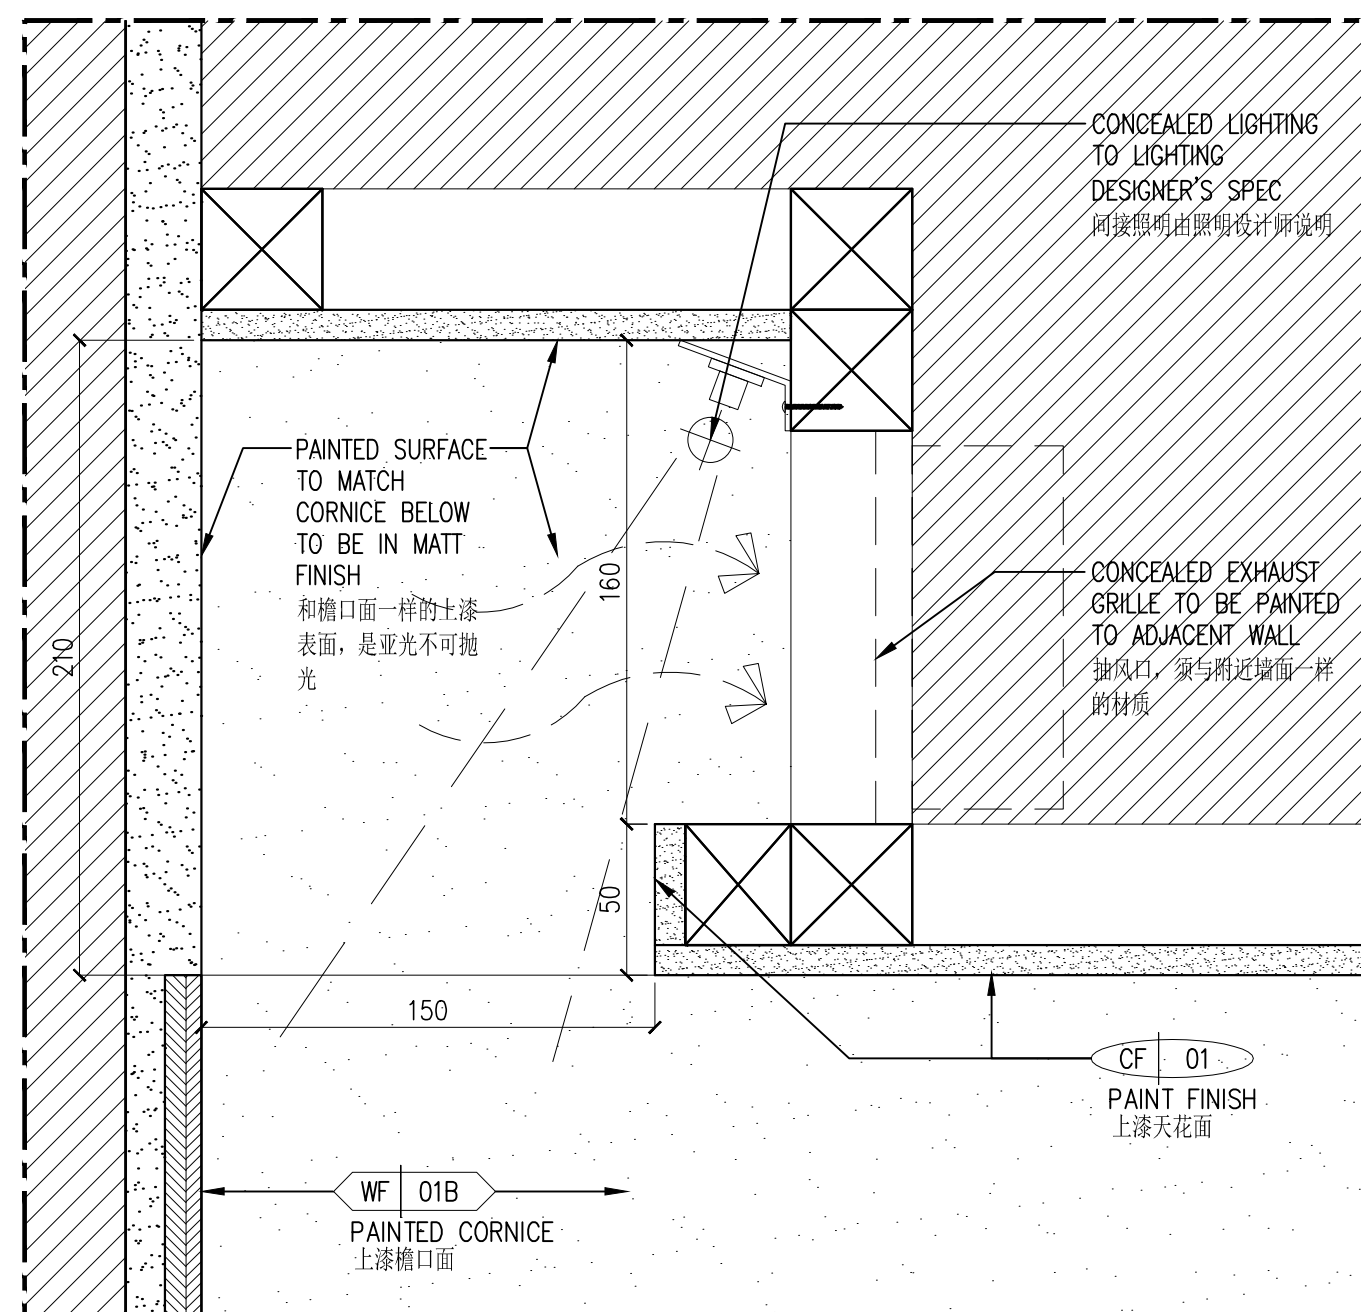 CONCEALED LIGHTING
TO LIGHTING
DESIGNER'S SPEC
间接照明由照明设计师说明
PAINTED SURFACE
TO MATCH
CORNICE BELOW
TO BE IN MATT
FINISH
和檐口面一样的上漆
表面，是亚光不可抛
光
160
210
CONCEALED EXHAUST
GRILLE TO BE PAINTED
TO ADJACENT WALL
抽风口，须与附近墙面一样
的材质
50
150
CF 01
PAINT FINISH
上漆天花面
WF 01B
PAINTED CORNICE
上漆檐口面